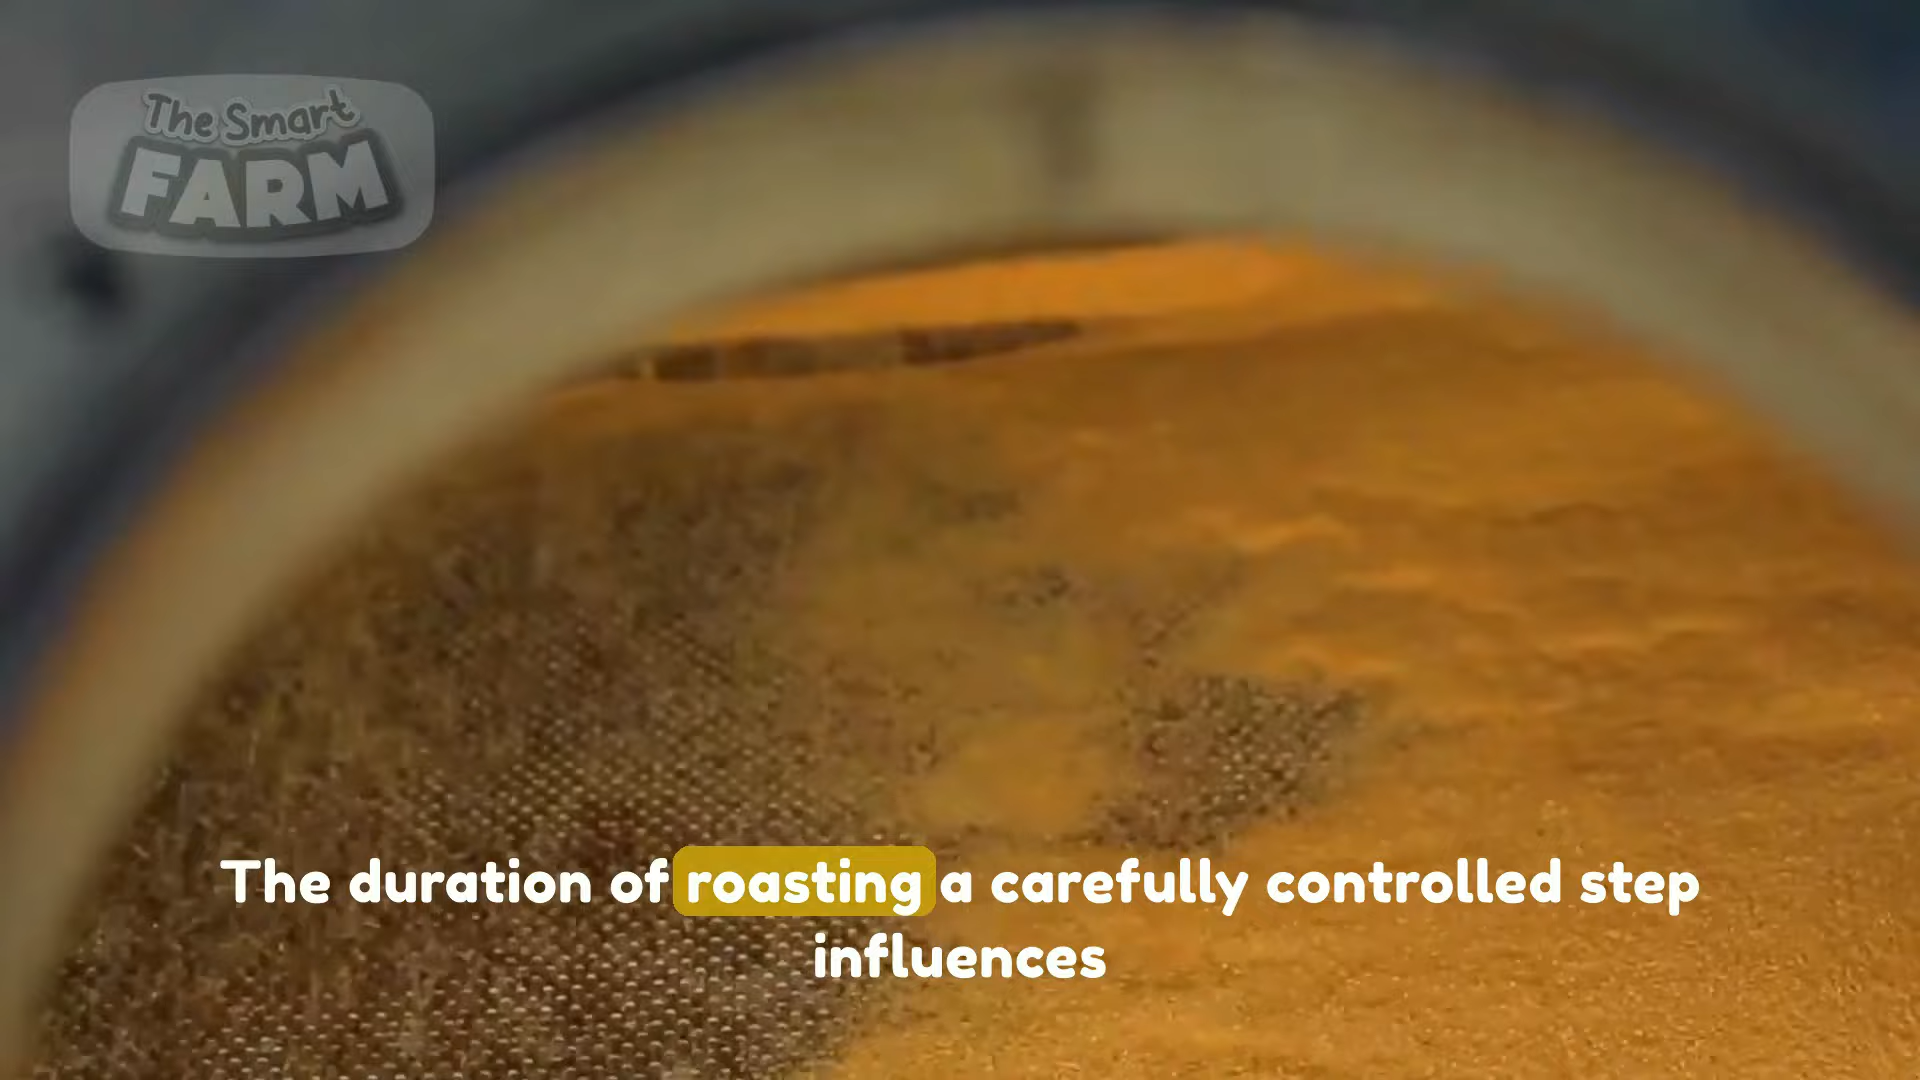 The Smart
FARM
The duration of roasting a carefully controlled step
influences